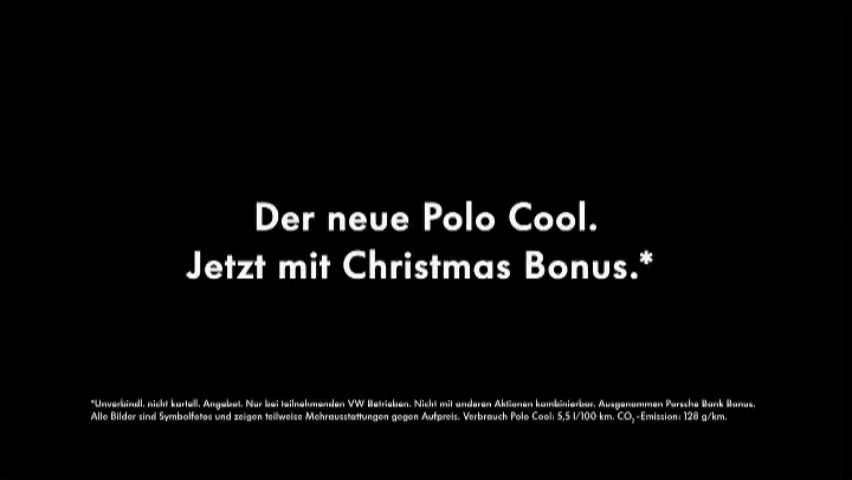 Der neue Polo Cool.
Jetzt mit Christmas Bonus.*
*Unverbindl. nicht kartell. Angebot. Nur bei teilnehmenden VW Betrieben. Nicht mit anderen Aktionen kombinierbar. Ausgenommen Porsche Bank Bonus.
Alle Bilder sind Symbolfotos und zeigen teilweise Mehrausstattungen gegen Aufpreis. Verbrauch Polo Cool: 5,5 l/100 km. CO₂-Emission: 128 g/km.